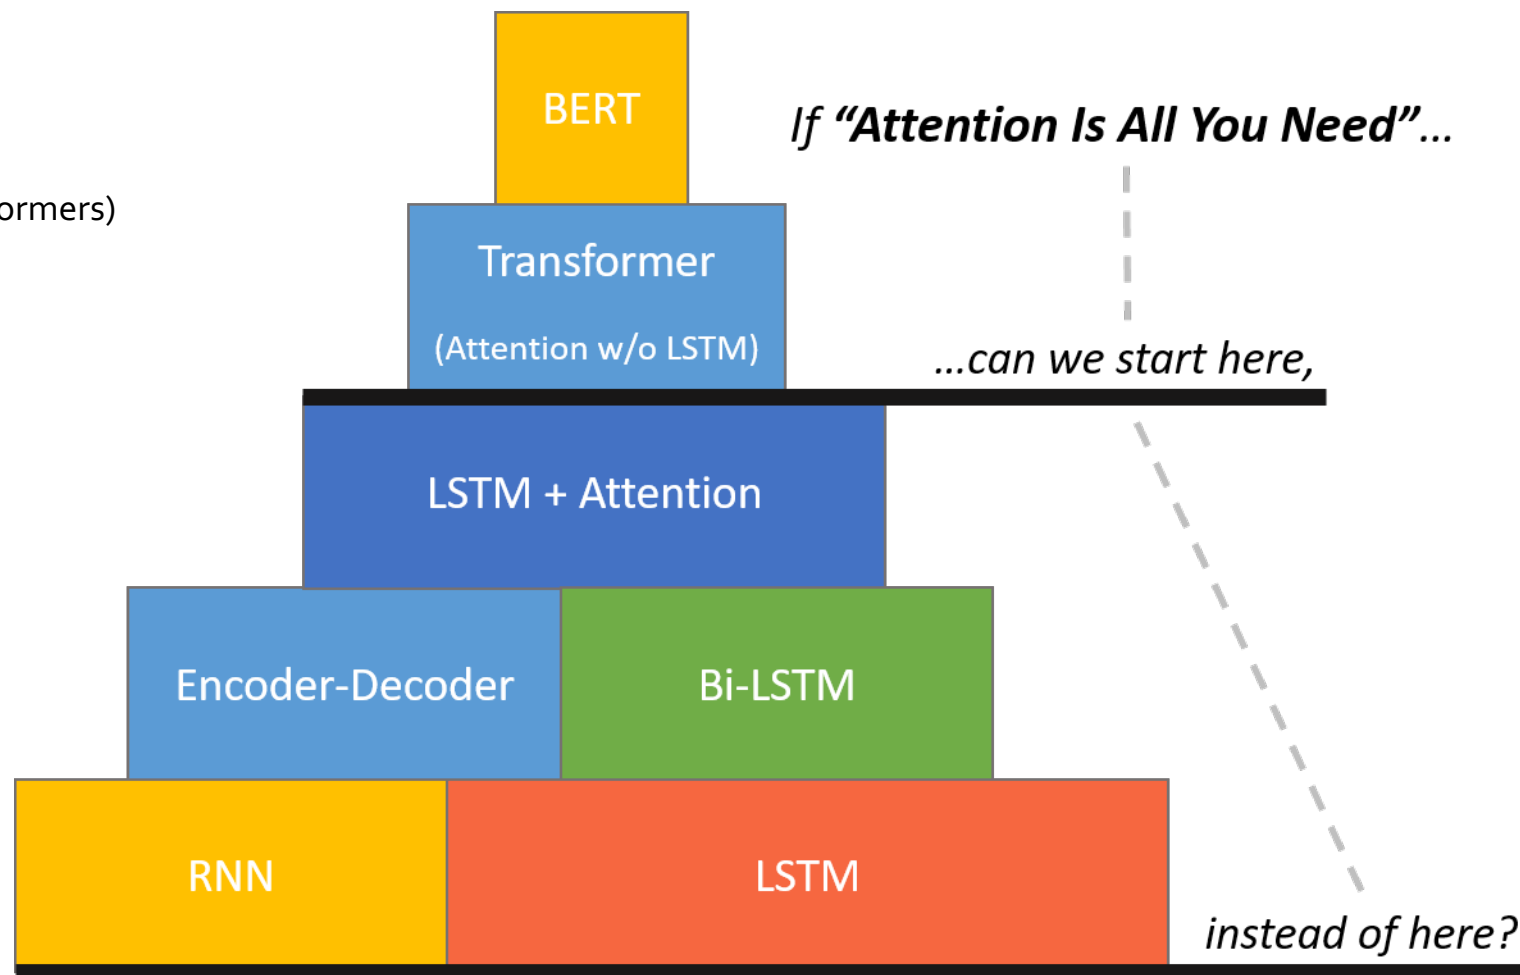 BERT
If “Attention Is All You Need”...
ormers)
Transformer
(Attention w/o LSTM)
...can we start here,
LSTM + Attention
Encoder-Decoder
Bi-LSTM
RNN
LSTM
instead of here?